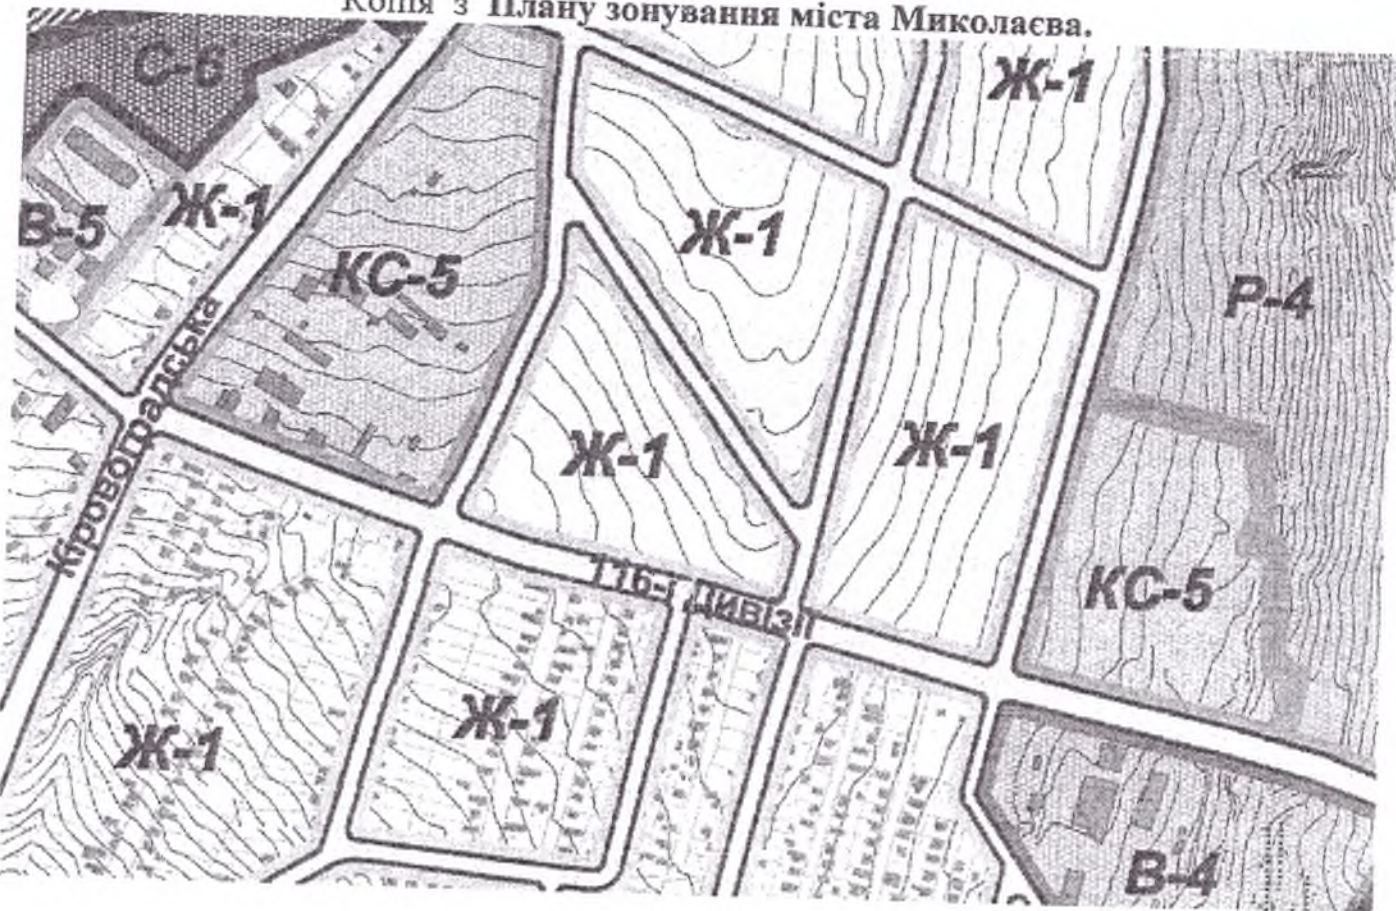 Копія з Плану зонування міста Миколаєва.
С-6
Ж-1
Ж-1
В-5
Ж-1
КС-5
Р-4
Ж-1
Ж-1
Кіровоградська
КС-5
116-ї Дивізії
Ж-1
Ж-1
В-4